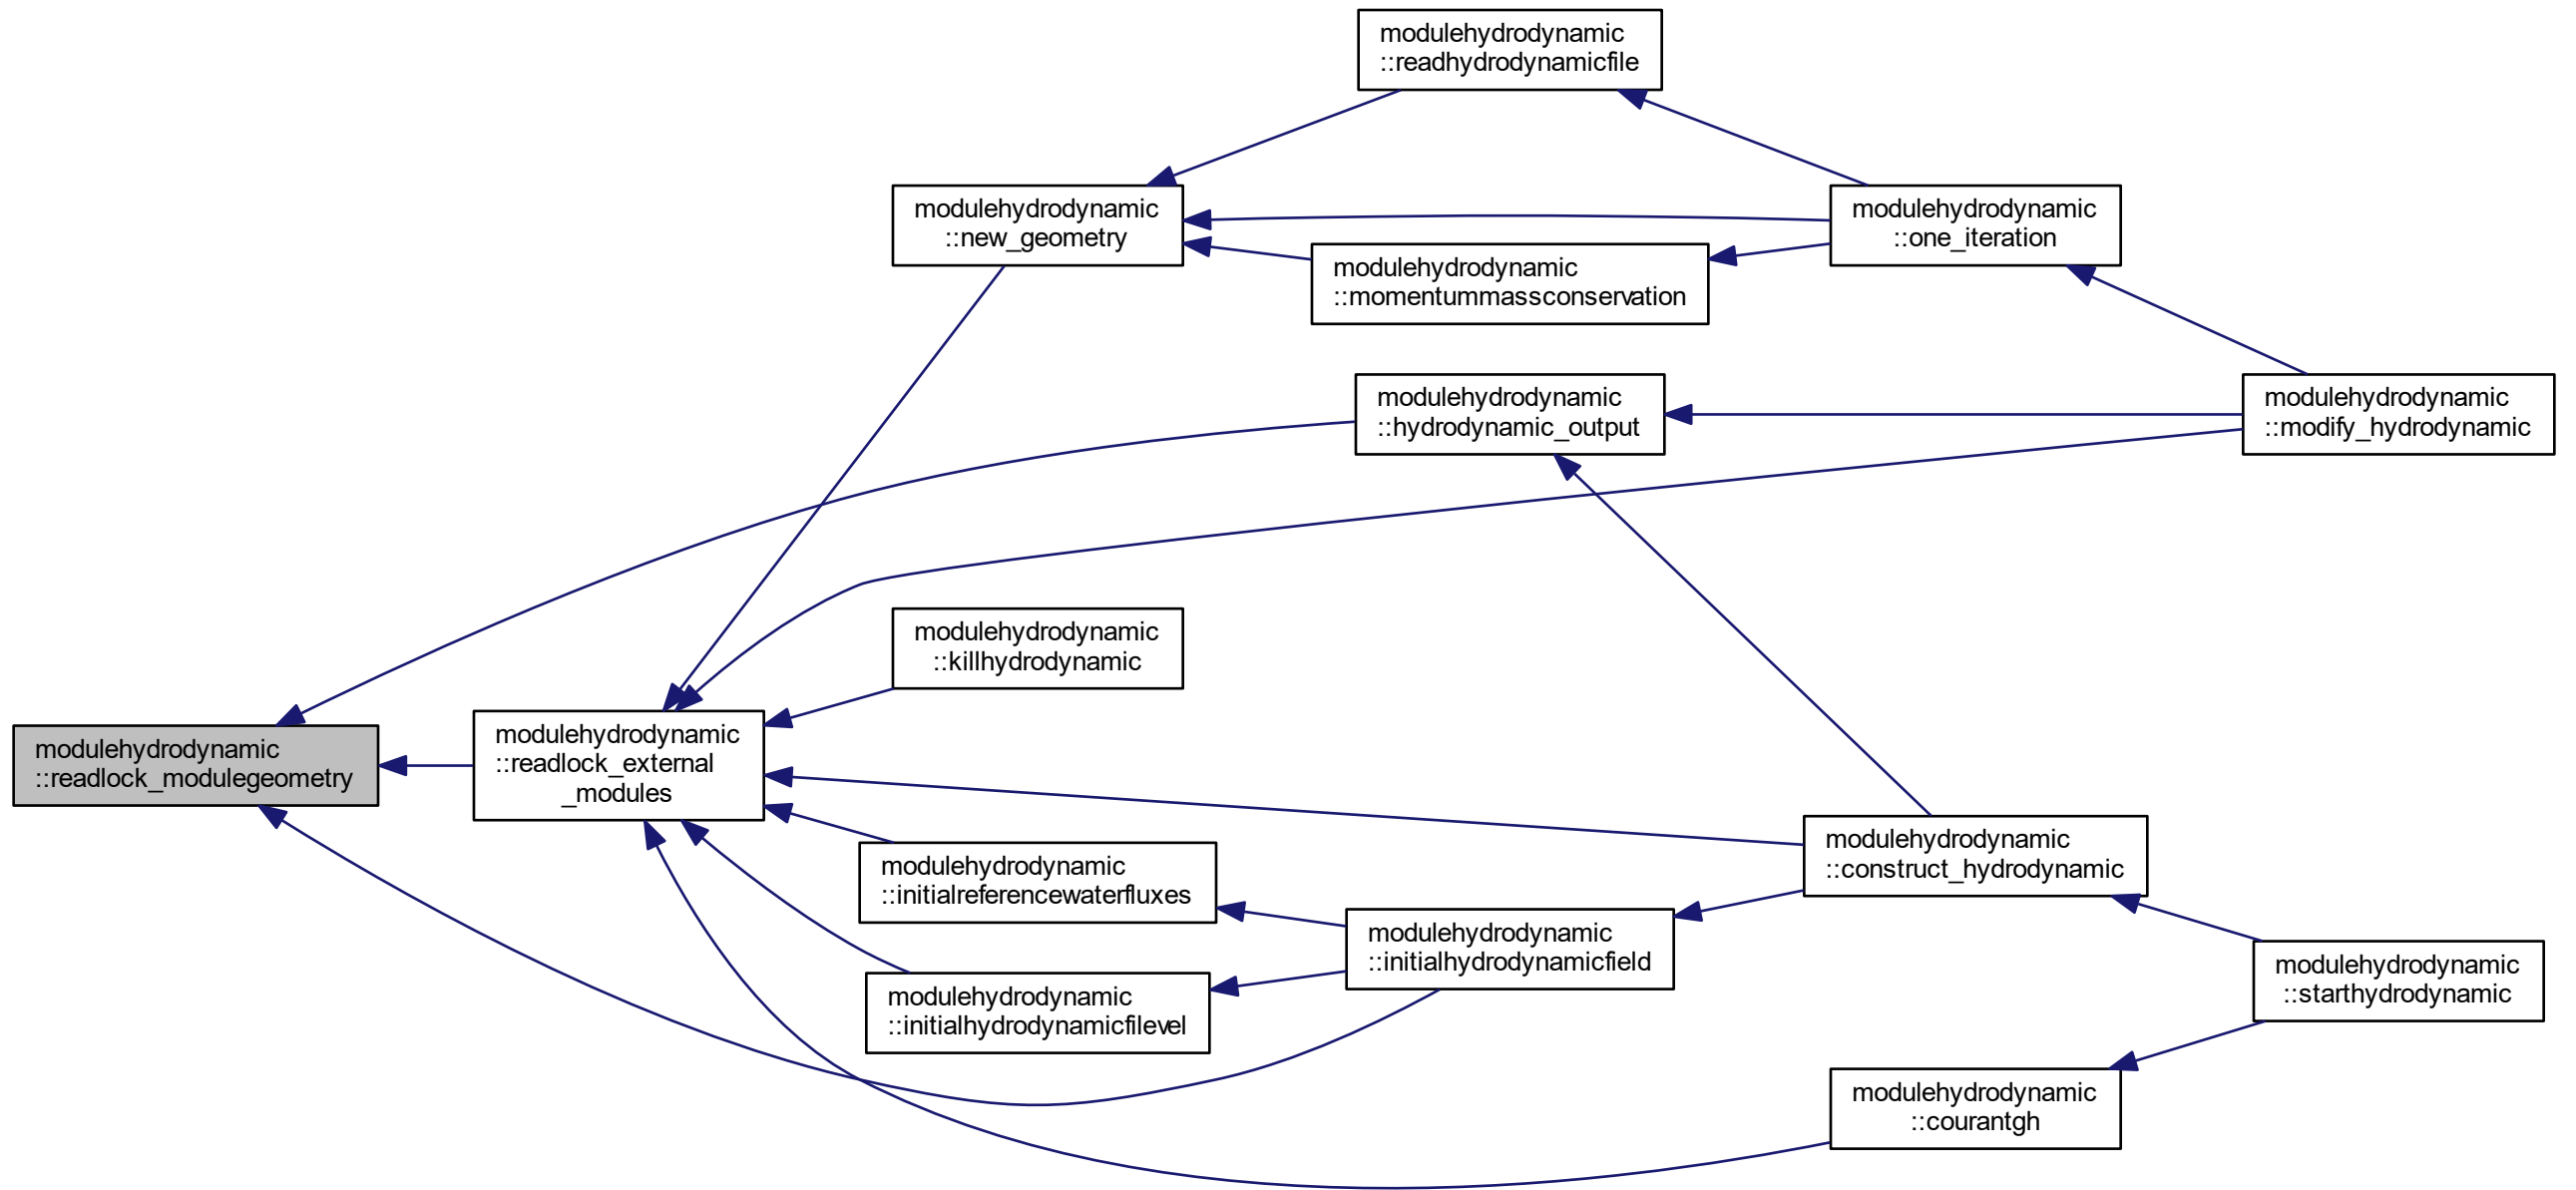 modulehydrodynamic
::readhydrodynamicfile
modulehydrodynamic
::new_geometry
modulehydrodynamic
::one_iteration
modulehydrodynamic
::momentummassconservation
modulehydrodynamic
::hydrodynamic_output
modulehydrodynamic
::modify_hydrodynamic
modulehydrodynamic
::killhydrodynamic
modulehydrodynamic
::readlock_modulegeometry
modulehydrodynamic
::readlock_external
_modules
modulehydrodynamic
::construct_hydrodynamic
modulehydrodynamic
::initialreferencewaterfluxes
modulehydrodynamic
::initialhydrodynamicfield
modulehydrodynamic
::starthydrodynamic
modulehydrodynamic
::initialhydrodynamicfilevel
modulehydrodynamic
::courantgh